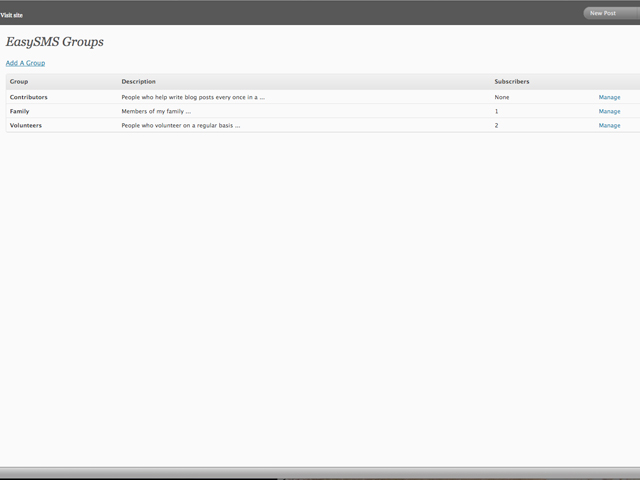 Visit site
New Post
EasySMS Groups
Add A Group
Group Description Subscribers
Contributors People who help write blog posts every once in a ... None Manage
Family Members of my family ... 1 Manage
Volunteers People who volunteer on a regular basis ... 2 Manage